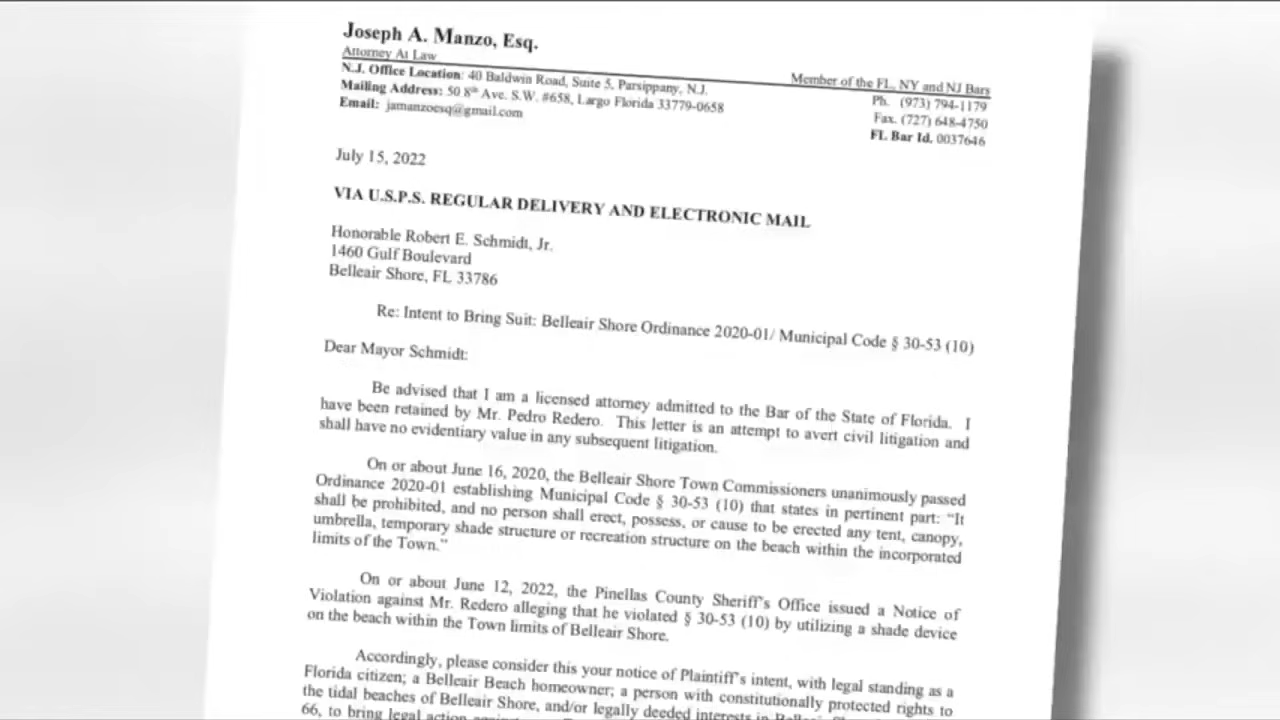 Joseph A. Manzo, Esq.
Attorney At Law
Member of the FL, NY and NJ Bars
N.J. Office Location: 40 Baldwin Road, Suite 5, Parsippany, N.J.
Ph. (973) 794-1179
Mailing Address: 50 8th Ave. S.W. #658, Largo Florida 33779-0658
Fax. (727) 648-4750
Email: jamanzoesq@gmail.com
FL Bar Id. 0037646
July 15, 2022
VIA U.S.P.S. REGULAR DELIVERY AND ELECTRONIC MAIL
Honorable Robert E. Schmidt, Jr.
1460 Gulf Boulevard
Belleair Shore, FL 33786
Re: Intent to Bring Suit: Belleair Shore Ordinance 2020-01/ Municipal Code § 30-53 (10)
Dear Mayor Schmidt:
Be advised that I am a licensed attorney admitted to the Bar of the State of Florida. I
have been retained by Mr. Pedro Redero. This letter is an attempt to avert civil litigation and
shall have no evidentiary value in any subsequent litigation.
On or about June 16, 2020, the Belleair Shore Town Commissioners unanimously passed
Ordinance 2020-01 establishing Municipal Code § 30-53 (10) that states in pertinent part: “It
shall be prohibited, and no person shall erect, possess, or cause to be erected any tent, canopy,
umbrella, temporary shade structure or recreation structure on the beach within the incorporated
limits of the Town.”
On or about June 12, 2022, the Pinellas County Sheriff's Office issued a Notice of
Violation against Mr. Redero alleging that he violated § 30-53 (10) by utilizing a shade device
on the beach within the Town limits of Belleair Shore.
Accordingly, please consider this your notice of Plaintiff's intent, with legal standing as a
Florida citizen; a Belleair Beach homeowner; a person with constitutionally protected rights to
the tidal beaches of Belleair Shore, and/or legally deeded interests in
66, to bring legal action